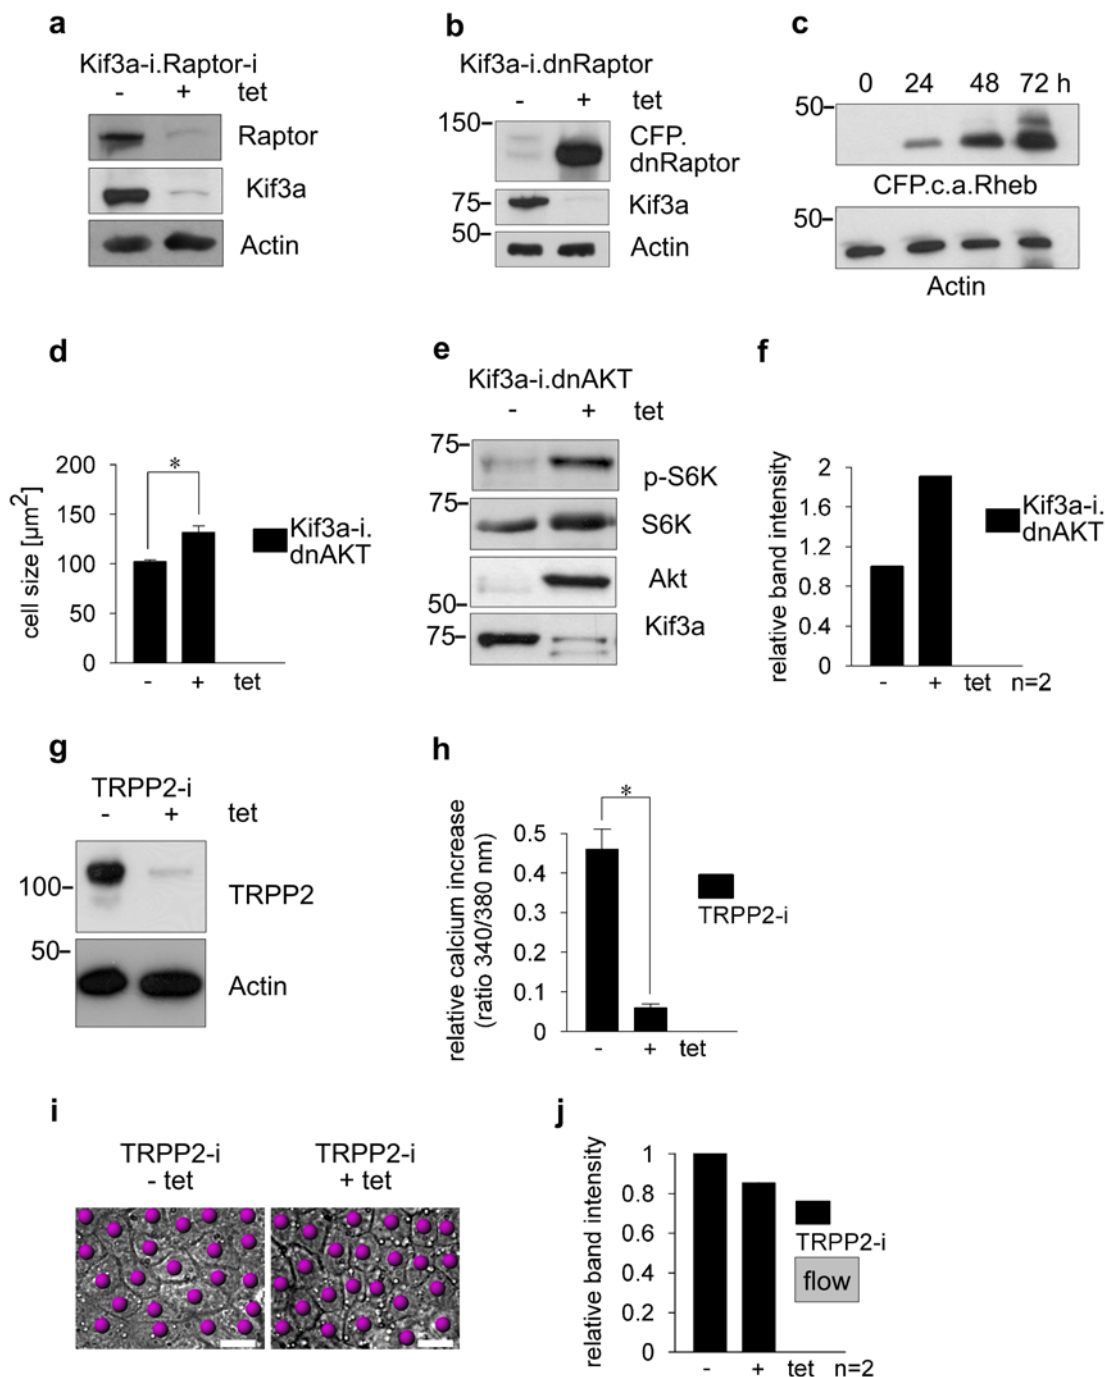 a
Kif3a-i.Raptor-i
- + tet
Raptor
Kif3a
Actin
b
Kif3a-i.dnRaptor
- + tet
150
CFP.
dnRaptor
75
Kif3a
50
Actin
c
0 24 48 72 h
50
CFP.c.a.Rheb
50
Actin
d
cell size [µm2]
200
150
100
50
0
*
- + tet
Kif3a-i.
dnAKT
e
Kif3a-i.dnAKT
- + tet
75
p-S6K
75
S6K
Akt
50
75
Kif3a
f
relative band intensity
2
1.6
1.2
0.8
0.4
0
- + tet n=2
Kif3a-i.
dnAKT
g
TRPP2-i
- + tet
100
TRPP2
50
Actin
h
relative calcium increase
(ratio 340/380 nm)
0.5
0.4
0.3
0.2
0.1
0
*
- + tet
TRPP2-i
i
TRPP2-i
- tet
TRPP2-i
+ tet
j
relative band intensity
1
0.8
0.6
0.4
0.2
0
- + tet n=2
TRPP2-i
flow